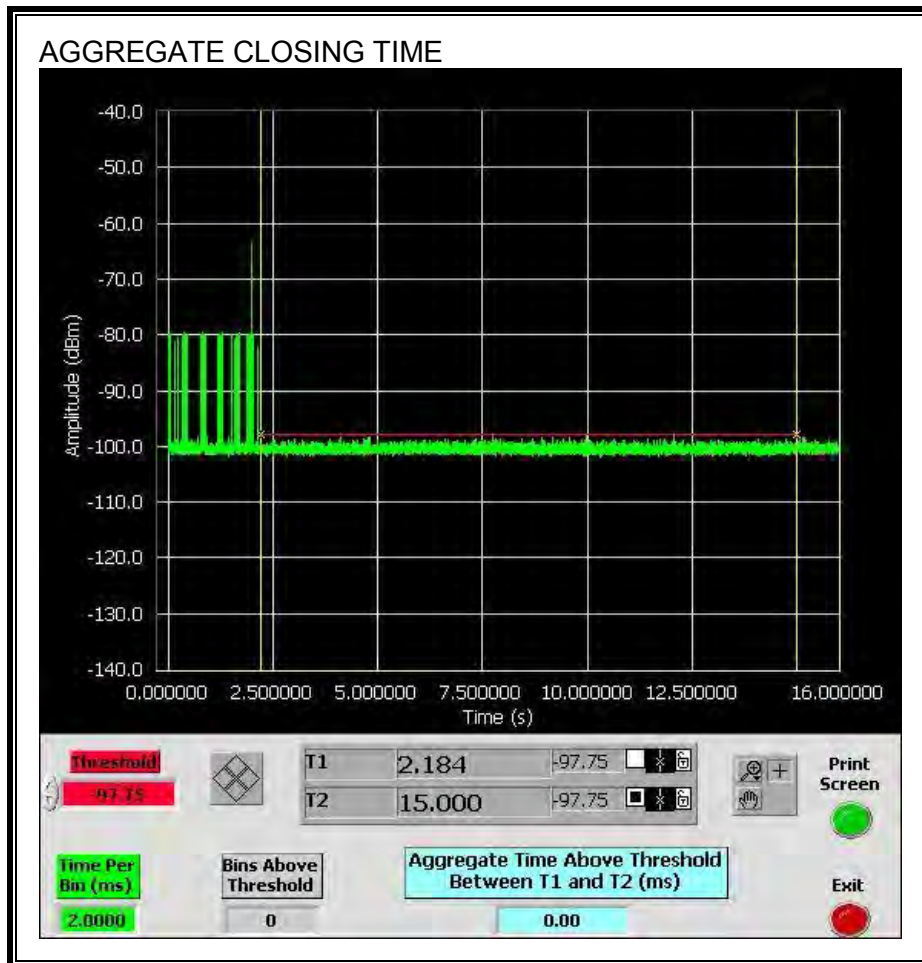 AGGREGATE CLOSING TIME
-40.0
-50.0
-60.0
-70.0
-80.0
-90.0
-100.0
-110.0
-120.0
-130.0
-140.0
Amplitude (dBm)
0.000000 2.500000 5.000000 7.500000 10.000000 12.500000 16.000000
Time (s)
Threshold
-97.75
T1 2.184 -97.75
T2 15.000 -97.75
Print Screen
Time Per Bin (ms)
2.0000
Bins Above Threshold
0
Aggregate Time Above Threshold
Between T1 and T2 (ms)
0.00
Exit